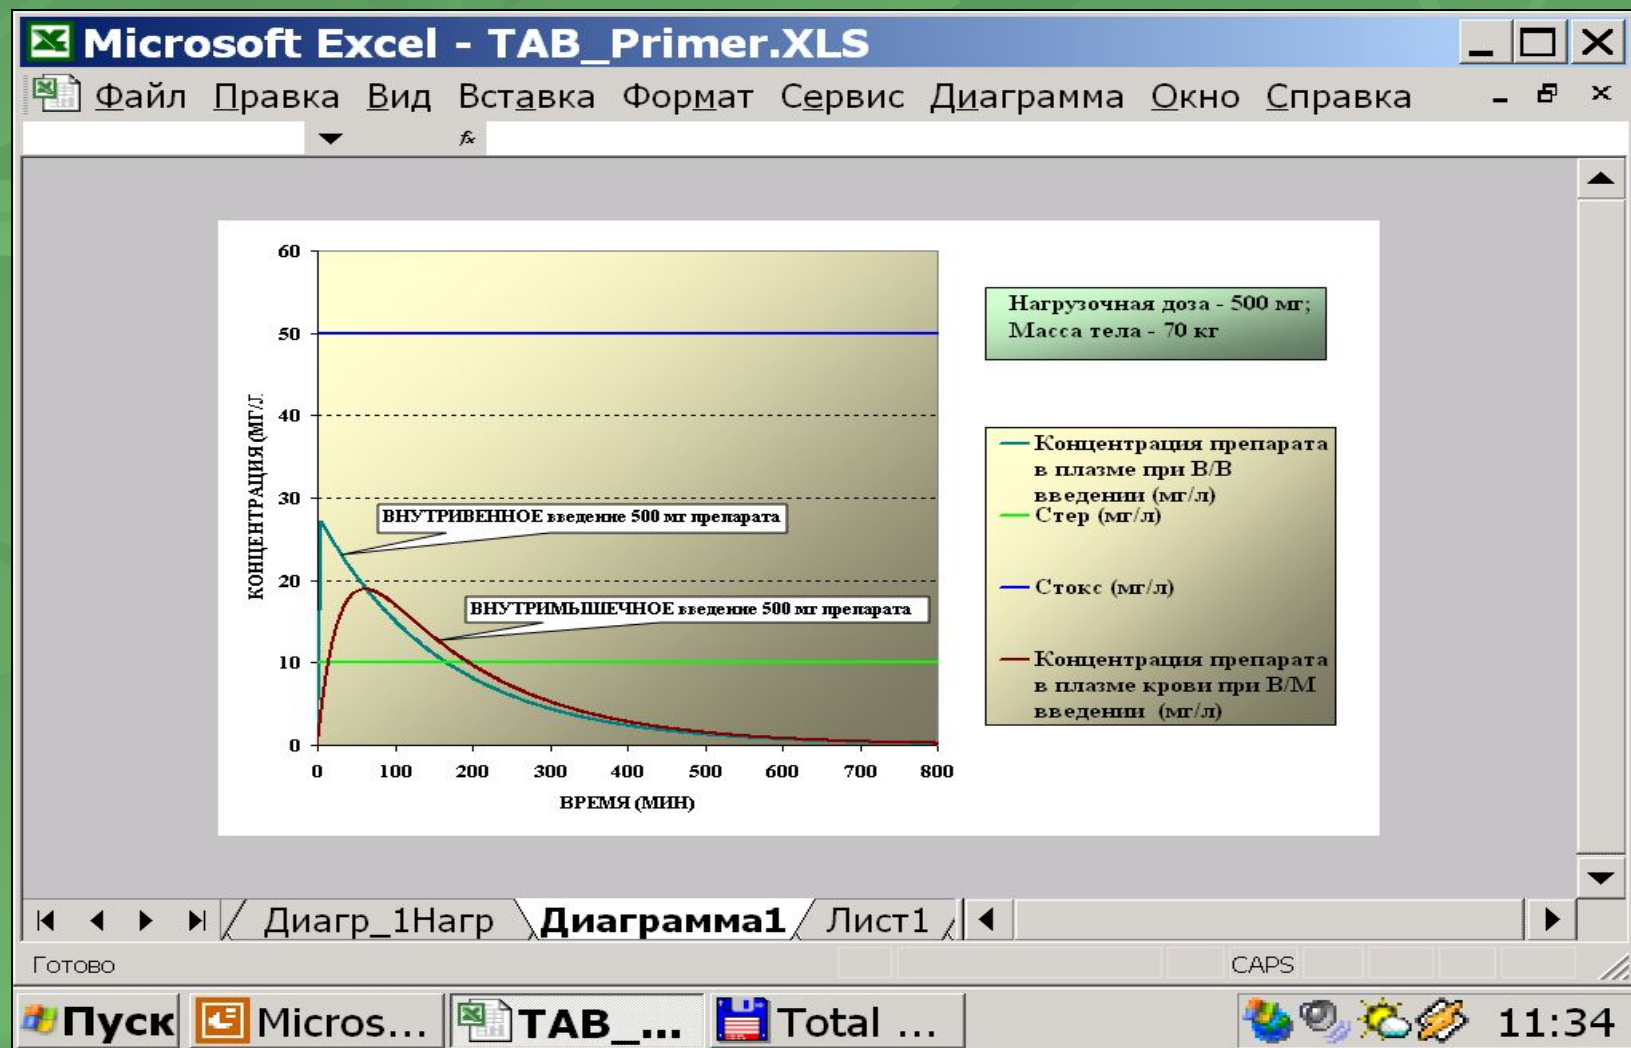 Microsoft Excel - TAB_Primer.XLS
Файл Правка Вид Вставка Формат Сервис Диаграмма Окно Справка
fx
60
50
40
30
20
10
0
0 100 200 300 400 500 600 700 800
КОНЦЕНТРАЦИЯ (МГ/Л
ВРЕМЯ (МИН)
ВНУТРИВЕННОЕ введение 500 мг препарата
ВНУТРИМЫШЕЧНОЕ введение 500 мг препарата
Нагрузочная доза - 500 мг;
Масса тела - 70 кг
Концентрация препарата
в плазме при В/В
введении (мг/л)
Стер (мг/л)
Стокс (мг/л)
Концентрация препарата
в плазме крови при В/М
введении (мг/л)
Диагр_1Нагр Диаграмма1 Лист1
Готово CAPS
Пуск Micros... TAB_... Total ... 11:34